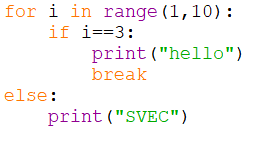 for i in range(1,10):
    if i==3:
        print("hello")
        break
else:
    print("SVEC")